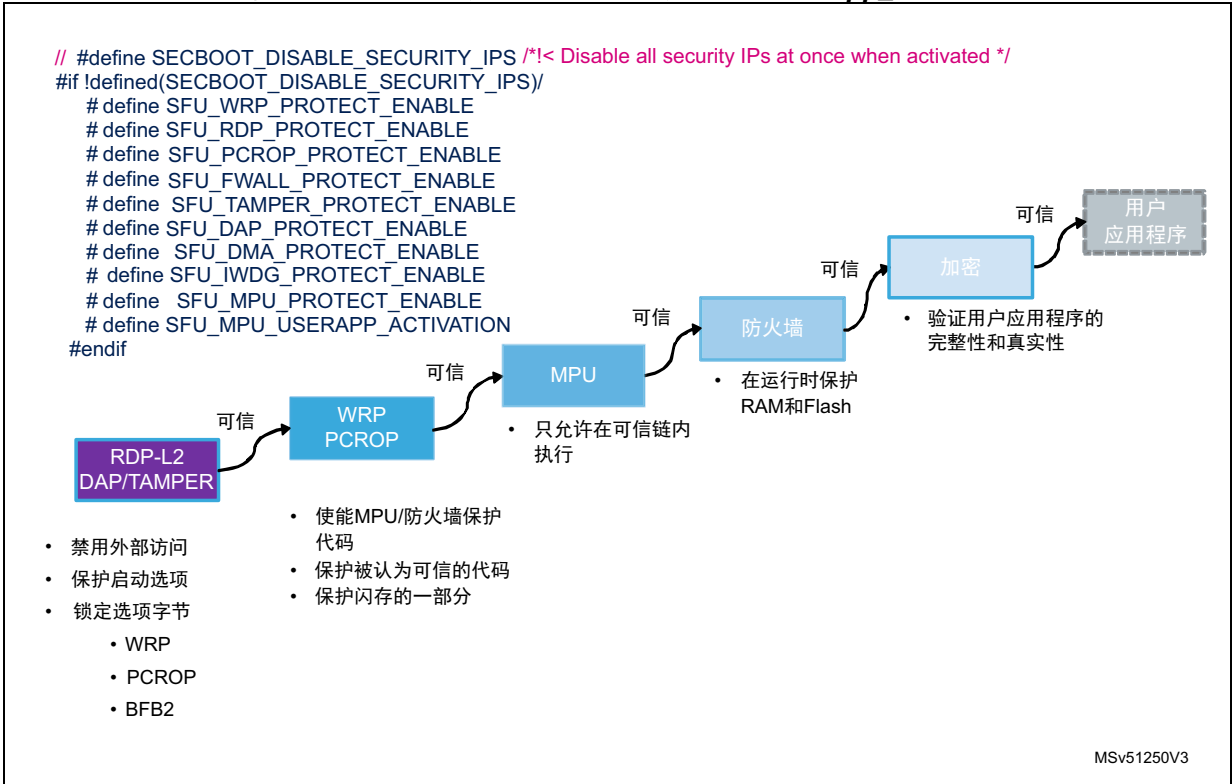 // #define SECBOOT_DISABLE_SECURITY_IPS /*!< Disable all security IPs at once when activated */
#if !defined(SECBOOT_DISABLE_SECURITY_IPS)/
# define SFU_WRP_PROTECT_ENABLE
# define SFU_RDP_PROTECT_ENABLE
# define SFU_PCROP_PROTECT_ENABLE
# define SFU_FWALL_PROTECT_ENABLE
# define SFU_TAMPER_PROTECT_ENABLE
# define SFU_DAP_PROTECT_ENABLE
# define SFU_DMA_PROTECT_ENABLE
# define SFU_IWDG_PROTECT_ENABLE
# define SFU_MPU_PROTECT_ENABLE
# define SFU_MPU_USERAPP_ACTIVATION
#endif
RDP-L2
DAP/TAMPER
• 禁用外部访问
• 保护启动选项
• 锁定选项字节
• WRP
• PCROP
• BFB2
可信
WRP
PCROP
• 使能MPU/防火墙保护
代码
• 保护被认为可信的代码
• 保护闪存的一部分
可信
MPU
• 只允许在可信链内
执行
可信
防火墙
• 在运行时保护
RAM和Flash
可信
加密
• 验证用户应用程序的
完整性和真实性
可信
用户
应用程序
MSv51250V3